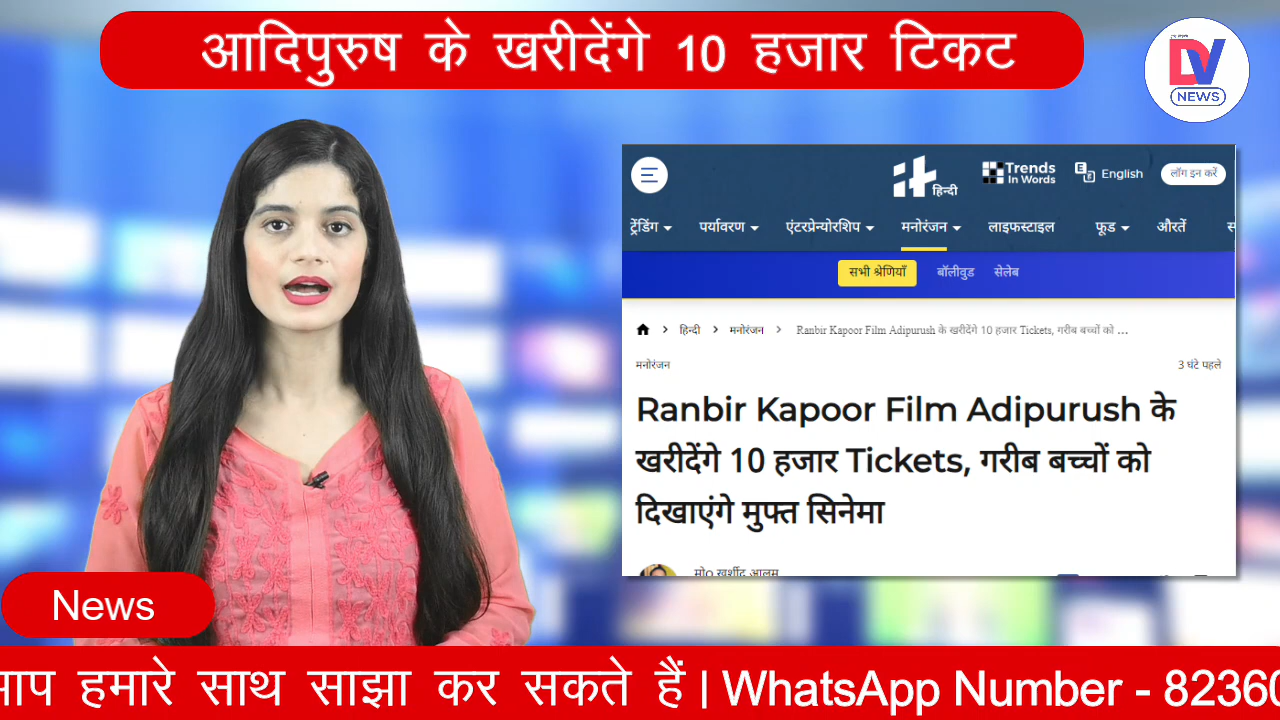 आदिपुरुष के खरीदेंगे 10 हजार टिकट
DV
NEWS
हिन्दी
Trends
In Words
English
लॉग इन करें
ट्रेंडिंग
पर्यावरण
एंटरप्रेन्योरशिप
मनोरंजन
लाइफस्टाइल
फूड
औरतें
सभी श्रेणियाँ
बॉलीवुड
सेलेब
हिन्दी
मनोरंजन
Ranbir Kapoor Film Adipurush के खरीदेंगे 10 हजार Tickets, गरीब बच्चों को ...
मनोरंजन
3 घंटे पहले
Ranbir Kapoor Film Adipurush के
खरीदेंगे 10 हजार Tickets, गरीब बच्चों को
दिखाएंगे मुफ्त सिनेमा
मो० खुर्शीद आलम
News
हमारे साथ साझा कर सकते हैं | WhatsApp Number - 82360